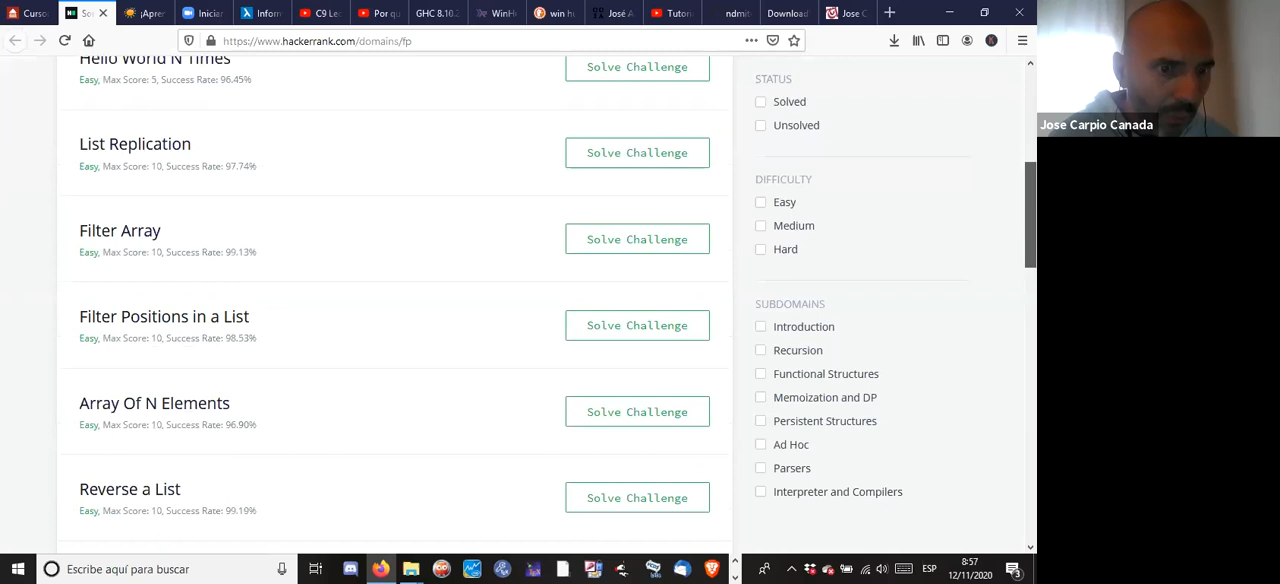 Curso
So
¡Apre
Iniciar
Inform
C9 Le
Por qu
GHC 8.10.
WinH
win h
José A
Tutori
ndmit
Download
Jose C
https://www.hackerrank.com/domains/fp
Hello World N Times
Easy, Max Score: 5, Success Rate: 96.45%
Solve Challenge
List Replication
Easy, Max Score: 10, Success Rate: 97.74%
Solve Challenge
Filter Array
Easy, Max Score: 10, Success Rate: 99.13%
Solve Challenge
Filter Positions in a List
Easy, Max Score: 10, Success Rate: 98.53%
Solve Challenge
Array Of N Elements
Easy, Max Score: 10, Success Rate: 96.90%
Solve Challenge
Reverse a List
Easy, Max Score: 10, Success Rate: 99.19%
Solve Challenge
STATUS
Solved
Unsolved
DIFFICULTY
Easy
Medium
Hard
SUBDOMAINS
Introduction
Recursion
Functional Structures
Memoization and DP
Persistent Structures
Ad Hoc
Parsers
Interpreter and Compilers
Jose Carpio Canada
Escribe aquí para buscar
ESP
8:57
12/11/2020
3